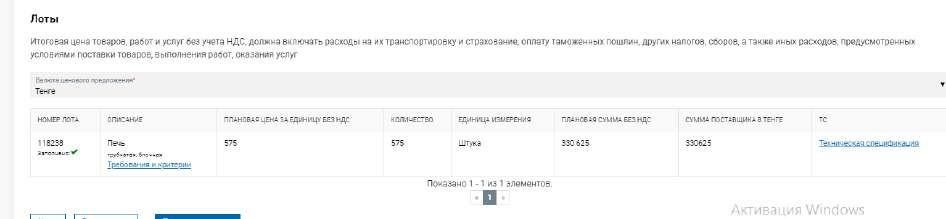 Лоты
Итоговая цена товаров, работ и услуг без учета НДС, должна включать расходы на их транспортировку и страхование, оплату таможенных пошлин, других налогов, сборов, а также иных расходов, предусмотренных
условиями поставки товаров, выполнения работ, оказания услуг
Валюта ценового предложения*
Тенге
НОМЕР ЛОТА ОПИСАНИЕ ПЛАНОВАЯ ЦЕНА ЗА ЕДИНИЦУ БЕЗ НДС КОЛИЧЕСТВО ЕДИНИЦА ИЗМЕРЕНИЯ ПЛАНОВАЯ СУММА БЕЗ НДС СУММА ПОСТАВЩИКА В ТЕНГЕ ТС
118238 Печь 575 575 Штука 330 625 330625 Техническая спецификация
Заполнено: трубчатая, блочная
Требования и критерии
Показано 1 - 1 из 1 элементов.
« 1 »
Активация Windows